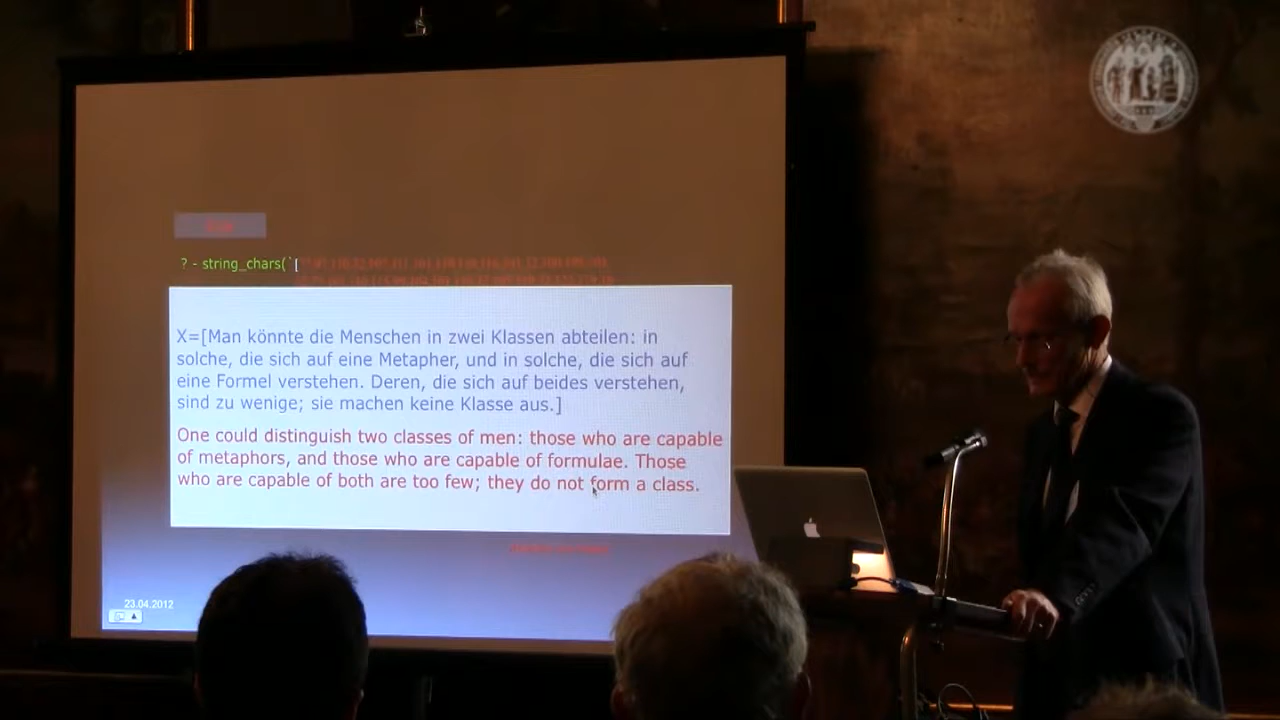 ? - string_chars(`[
X=[Man könnte die Menschen in zwei Klassen abteilen: in
solche, die sich auf eine Metapher, und in solche, die sich auf
eine Formel verstehen. Deren, die sich auf beides verstehen,
sind zu wenige; sie machen keine Klasse aus.]
One could distinguish two classes of men: those who are capable
of metaphors, and those who are capable of formulae. Those
who are capable of both are too few; they do not form a class.
23.04.2012